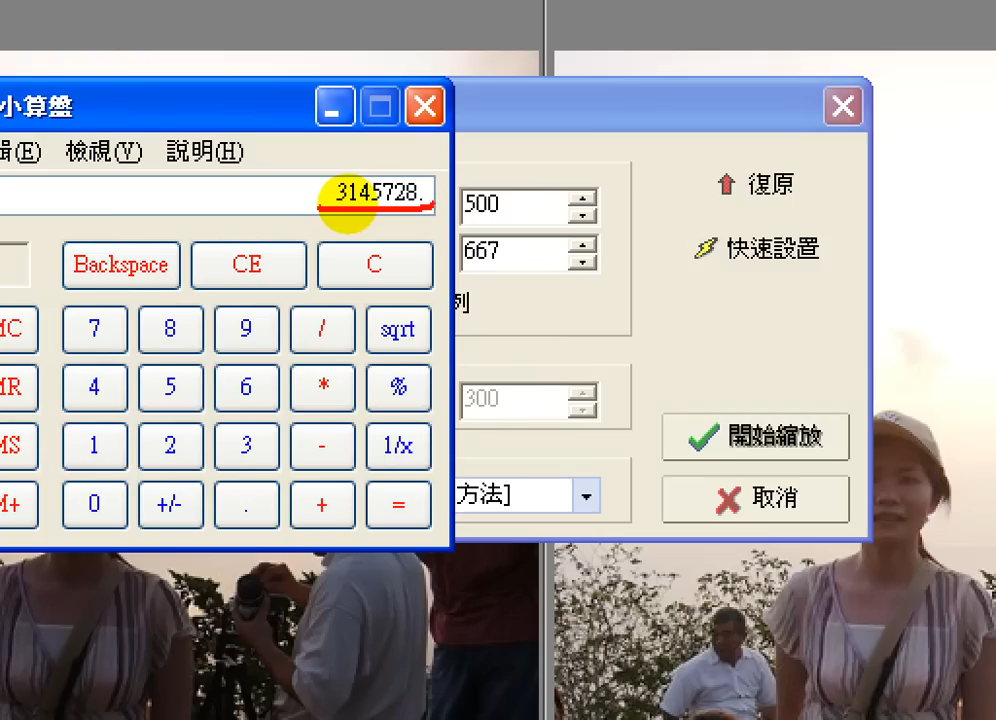 小算盤
輯(E) 檢視(V) 說明(H)
3145728.
Backspace CE C
MC 7 8 9 / sqrt
MR 4 5 6 * %
MS 1 2 3 - 1/x
M+ 0 +/- . + =
500
667
列
300
方法]
復原
快速設置
開始縮放
取消